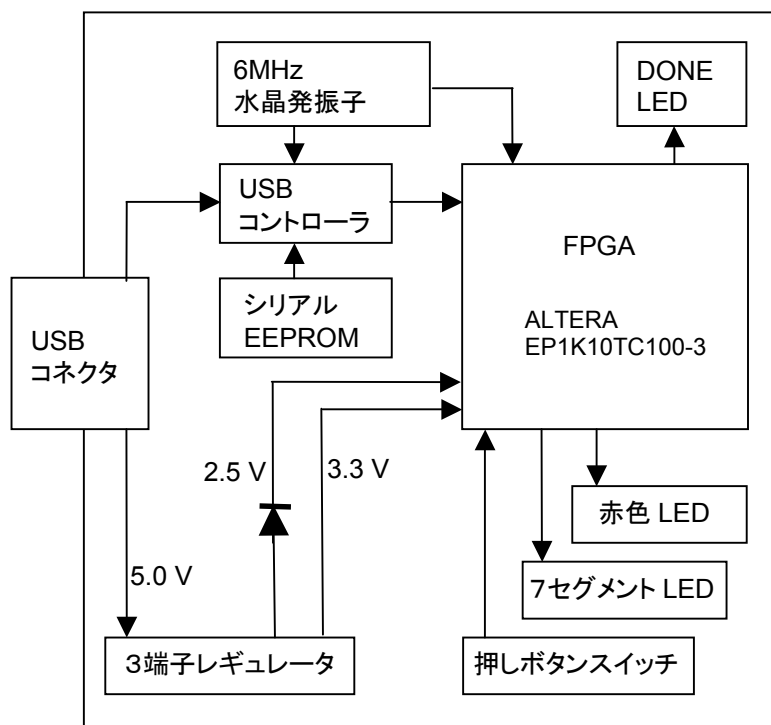 6MHz
水晶発振子
DONE
LED
USB
コントローラ
FPGA
ALTERA
EP1K10TC100-3
シリアル
EEPROM
USB
コネクタ
2.5 V
3.3 V
5.0 V
赤色 LED
７セグメント LED
３端子レギュレータ
押しボタンスイッチ